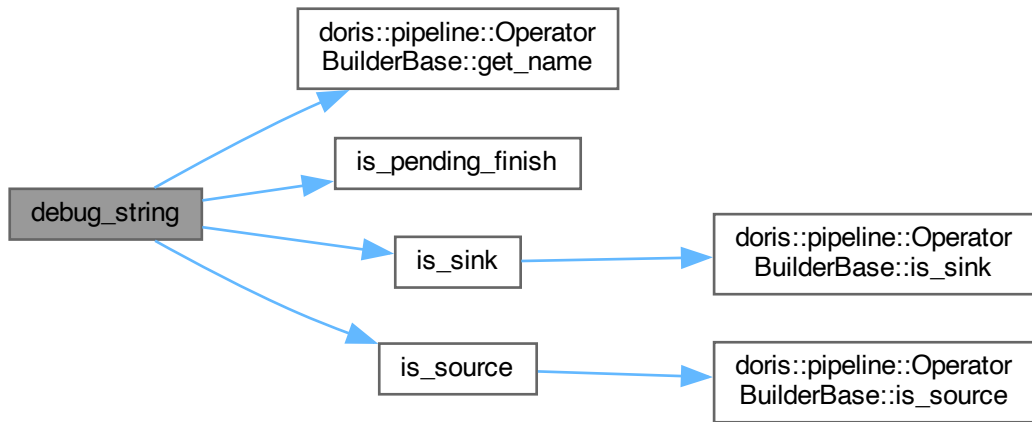 doris::pipeline::Operator
BuilderBase::get_name
is_pending_finish
debug_string
is_sink
doris::pipeline::Operator
BuilderBase::is_sink
is_source
doris::pipeline::Operator
BuilderBase::is_source